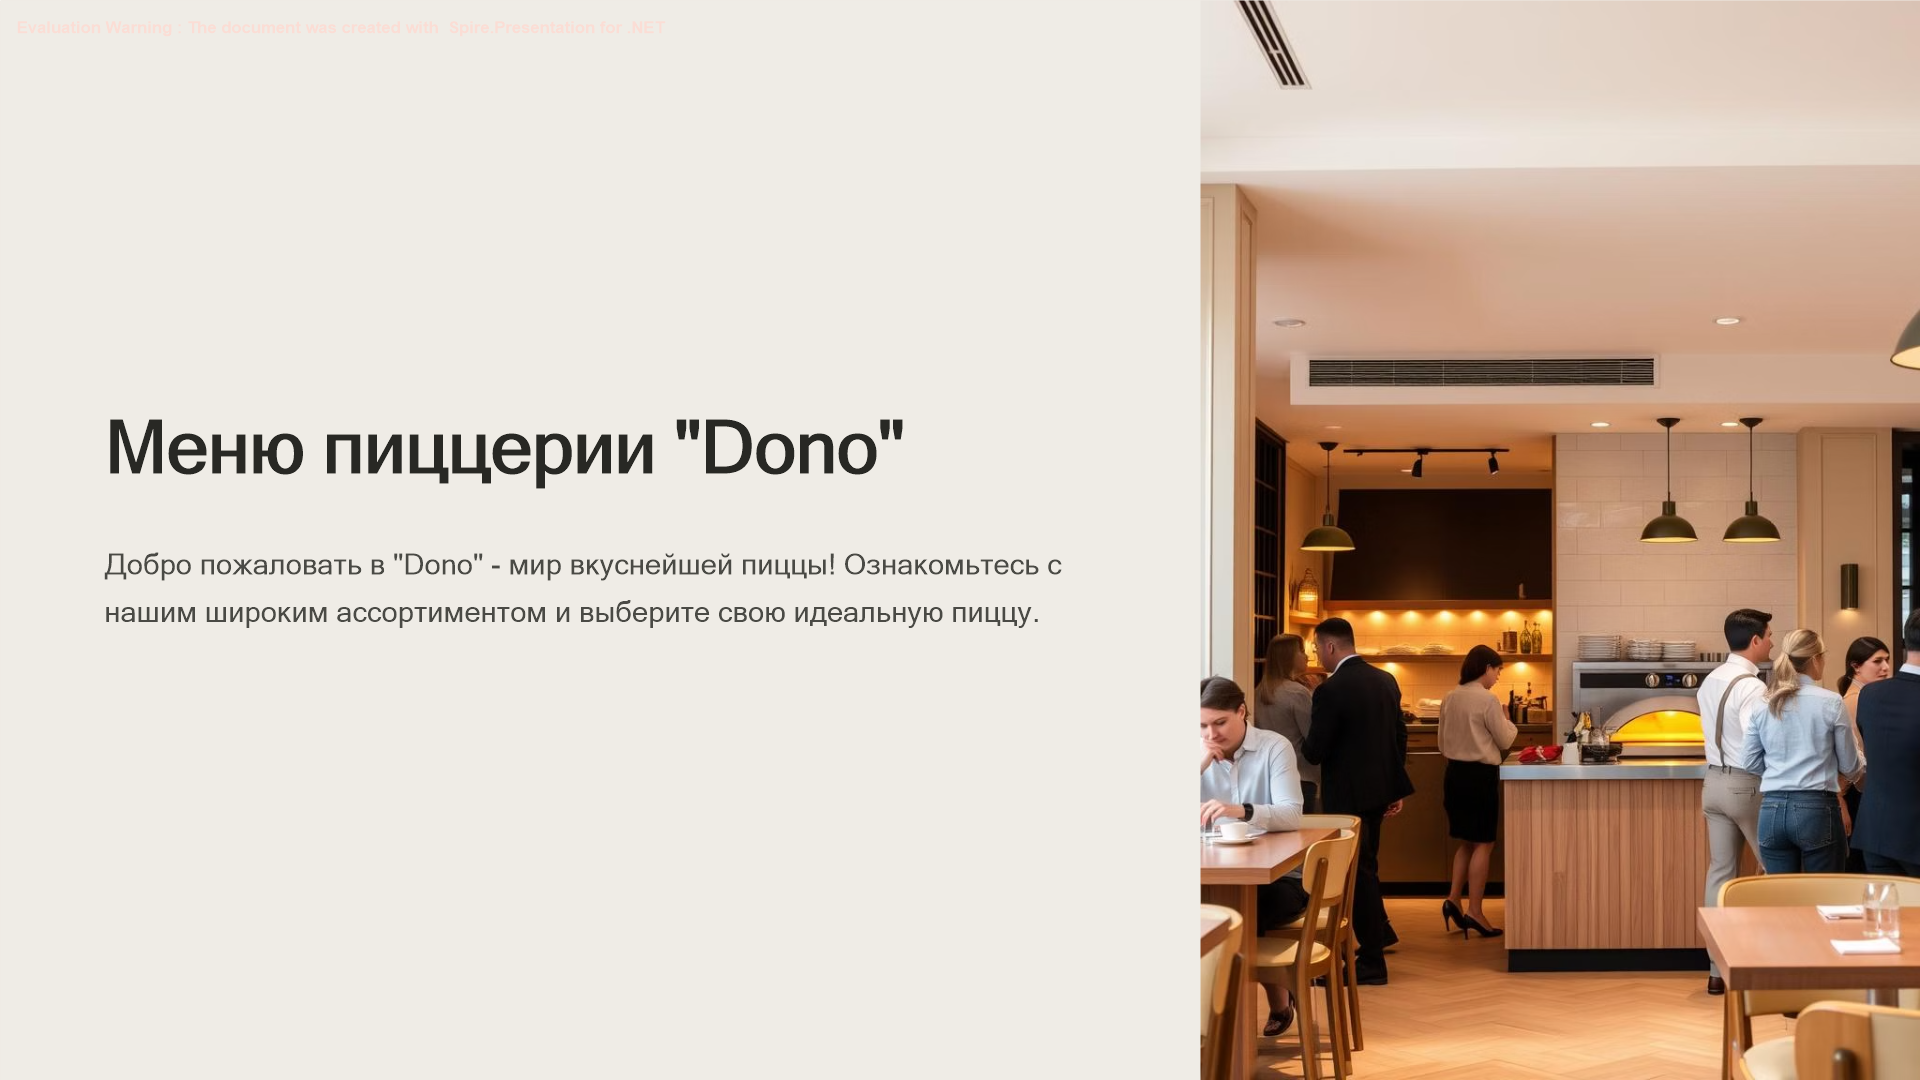 Evaluation Warning : The document was created with Spire.Presentation for .NET
Меню пиццерии "Dono"
Добро пожаловать в "Dono" - мир вкуснейшей пиццы! Ознакомьтесь с
нашим широким ассортиментом и выберите свою идеальную пиццу.